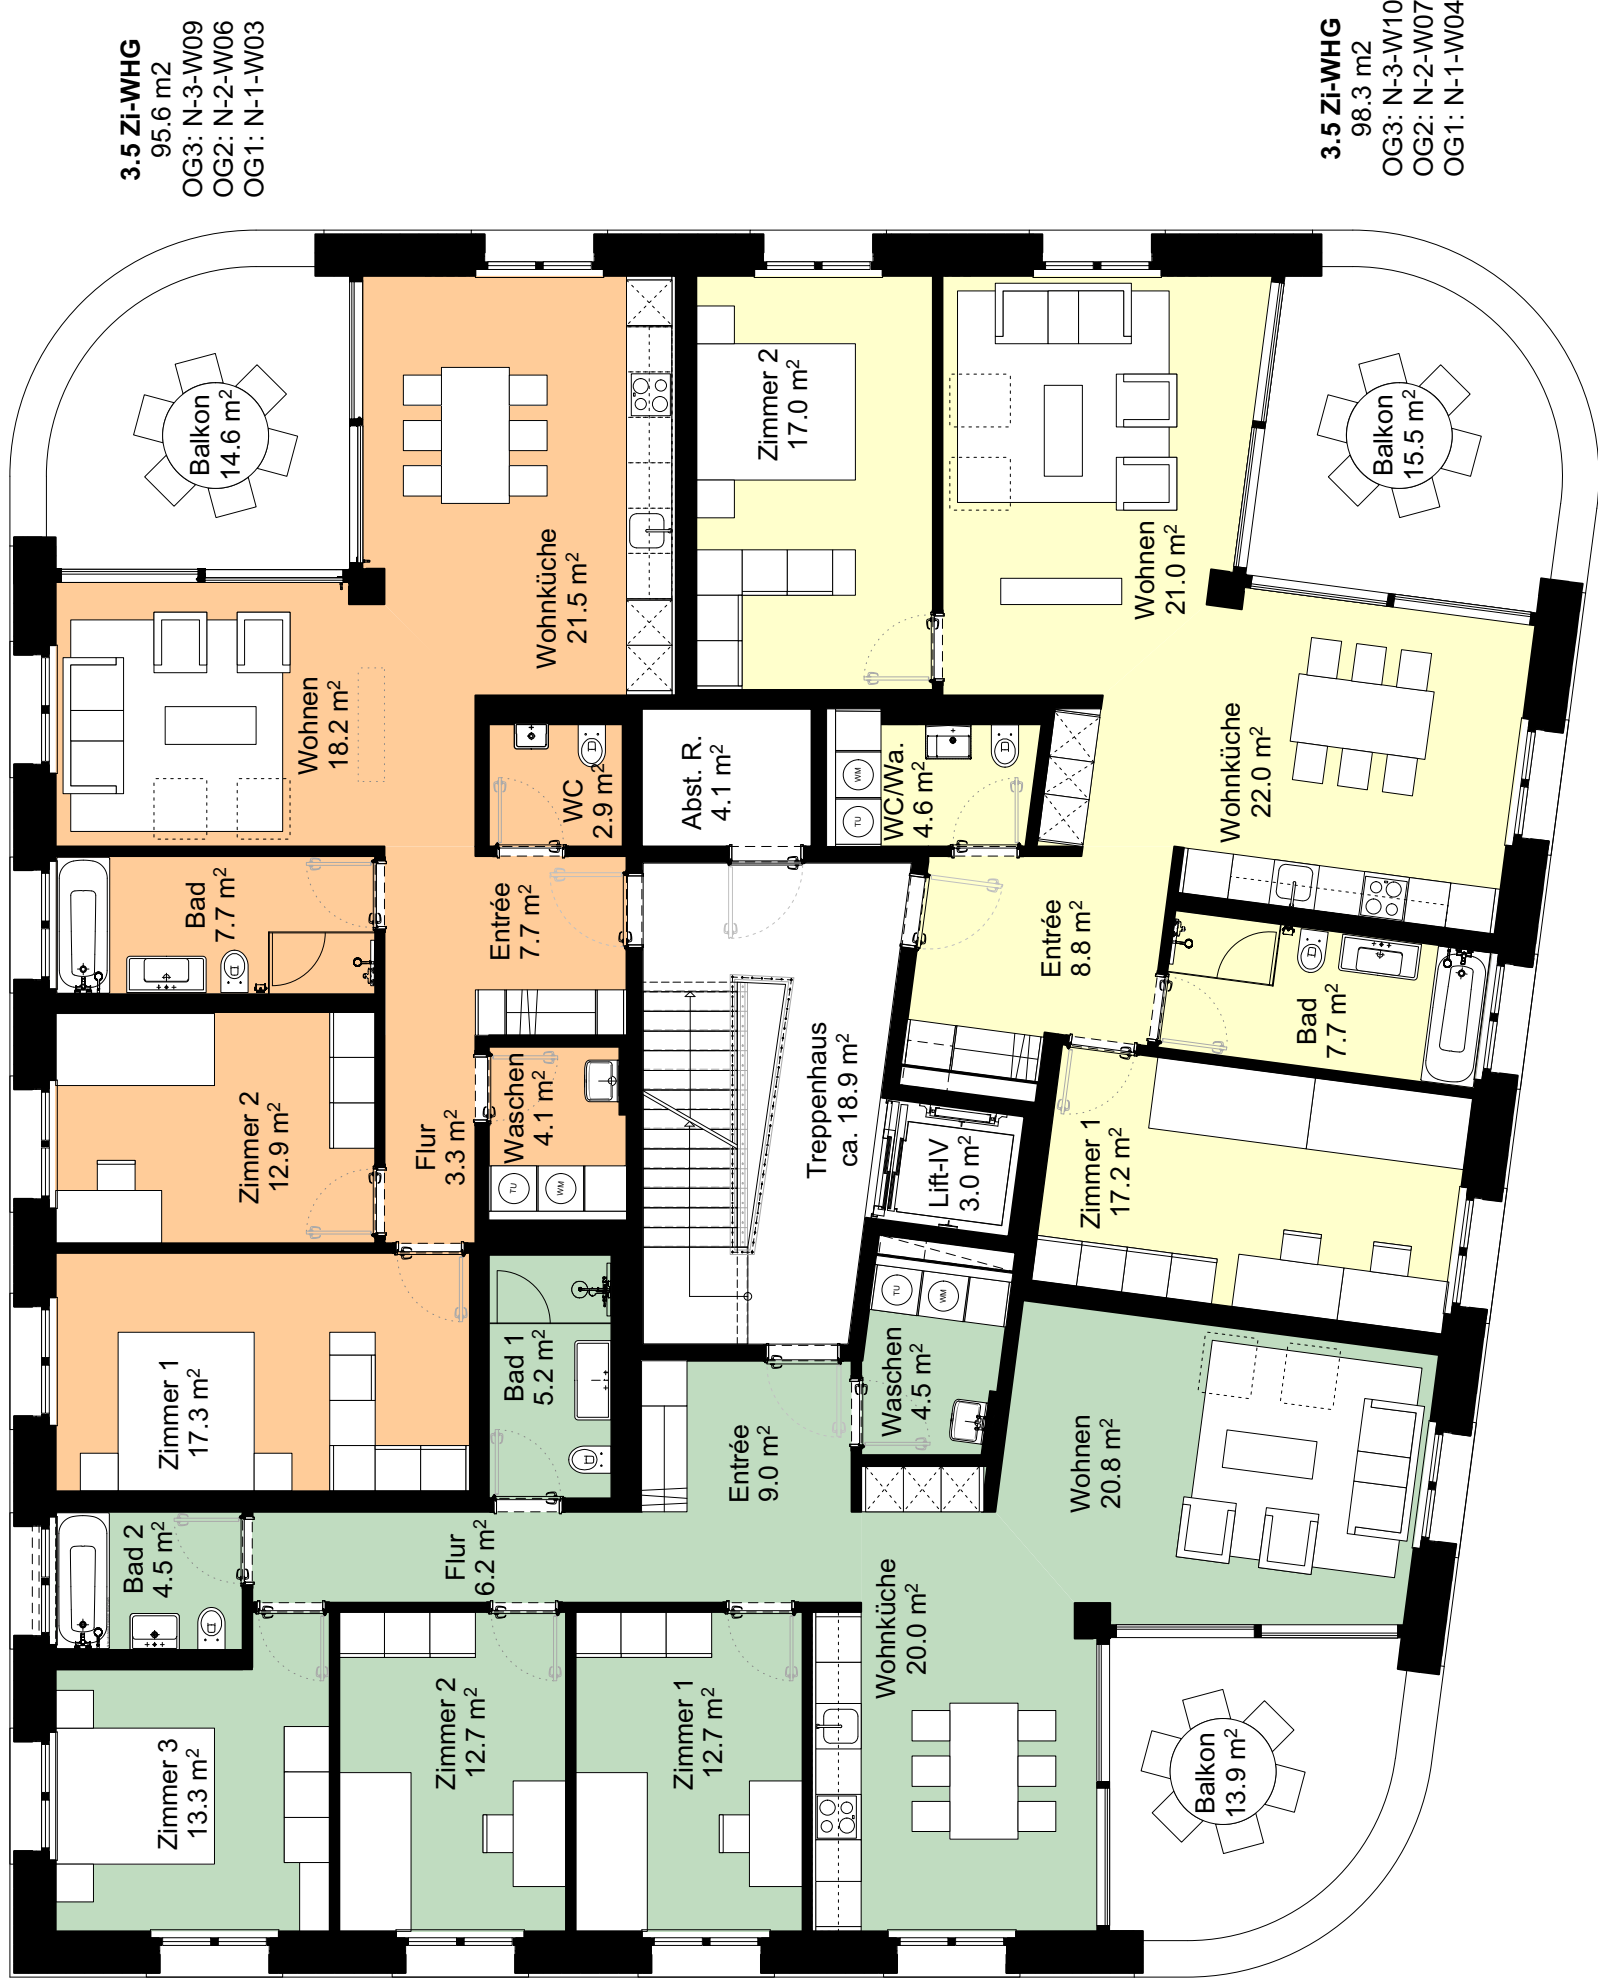 3.5 Zi-WHG
95.6 m2
OG3: N-3-W09
OG2: N-2-W06
OG1: N-1-W03
3.5 Zi-WHG
98.3 m2
OG3: N-3-W10
OG2: N-2-W07
OG1: N-1-W04
Balkon
14.6 m²
Wohnküche
21.5 m²
Wohnen
18.2 m²
Bad
7.7 m²
Entrée
7.7 m²
WC
2.9 m²
Zimmer 2
12.9 m²
Flur
3.3 m²
Waschen
4.1 m²
TU
WM
Zimmer 1
17.3 m²
Abst. R.
4.1 m²
Treppenhaus
ca. 18.9 m²
Lift-IV
3.0 m²
Zimmer 2
17.0 m²
Wohnen
21.0 m²
Balkon
15.5 m²
WC/Wa.
4.6 m²
TU
WM
Wohnküche
22.0 m²
Entrée
8.8 m²
Bad
7.7 m²
Zimmer 1
17.2 m²
Bad 1
5.2 m²
Entrée
9.0 m²
Waschen
4.5 m²
TU
WM
Wohnen
20.8 m²
Bad 2
4.5 m²
Flur
6.2 m²
Wohnküche
20.0 m²
Zimmer 3
13.3 m²
Zimmer 2
12.7 m²
Zimmer 1
12.7 m²
Balkon
13.9 m²